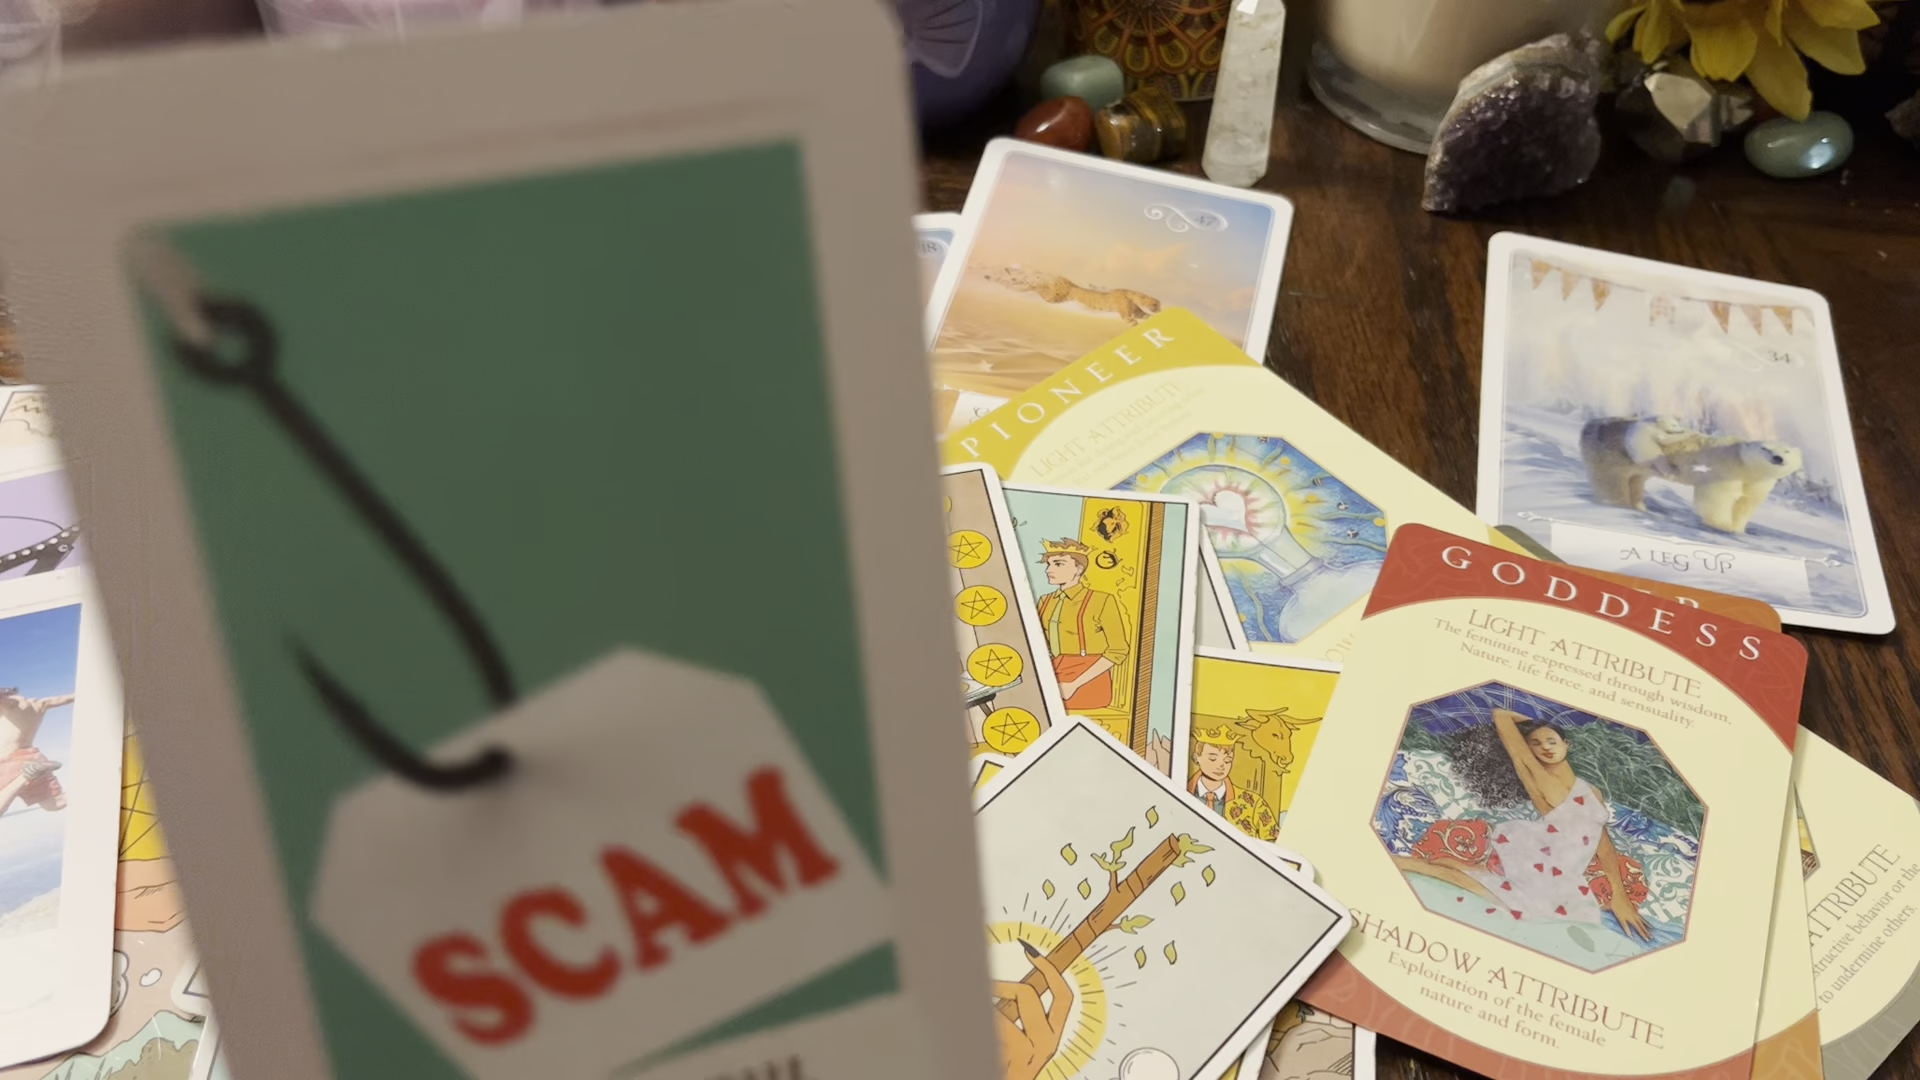 SCAM
18
47
PIONEER
LIGHT ATTRIBUTE
34
A LEG UP
GODDESS
LIGHT ATTRIBUTE
The feminine expressed through wisdom,
Nature, life force, and sensuality.
SHADOW ATTRIBUTE
Exploitation of the female
nature and form.
ATTRIBUTE
behavior or the
to undermine others.